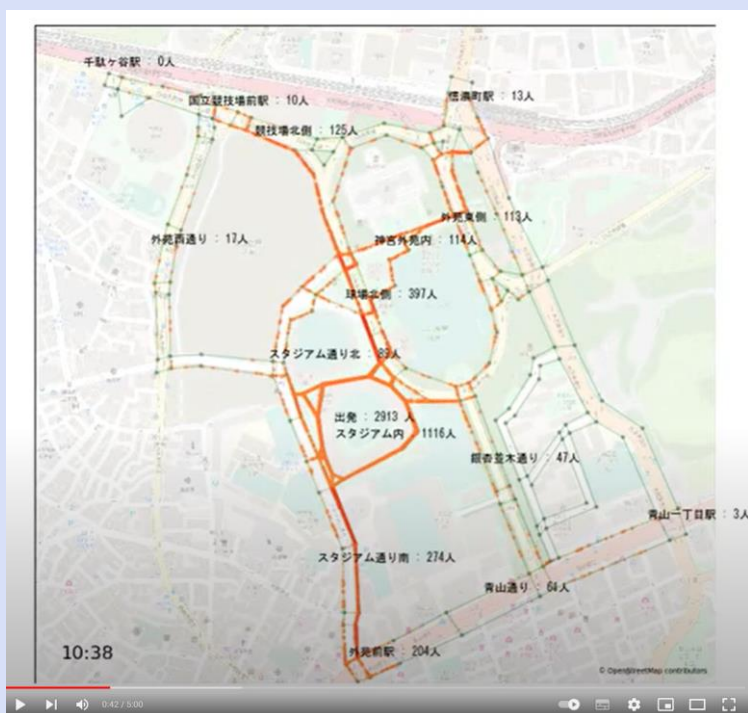 千駄ヶ谷駅 : 0人
国立競技場前駅 : 10人
信濃町駅 : 13人
競技場北側 : 125人
外苑東側 : 113人
外苑西通り : 17人
神宮外苑内 : 114人
球場北側 : 397人
スタジアム通り北 : 89人
出発 : 2913 人
スタジアム内 : 1116人
銀杏並木通り : 47人
青山一丁目駅 : 3人
スタジアム通り南 : 274人
青山通り : 61人
外苑前駅 : 204人
10:38
© OpenStreetMap contributors
0:42 / 5:00